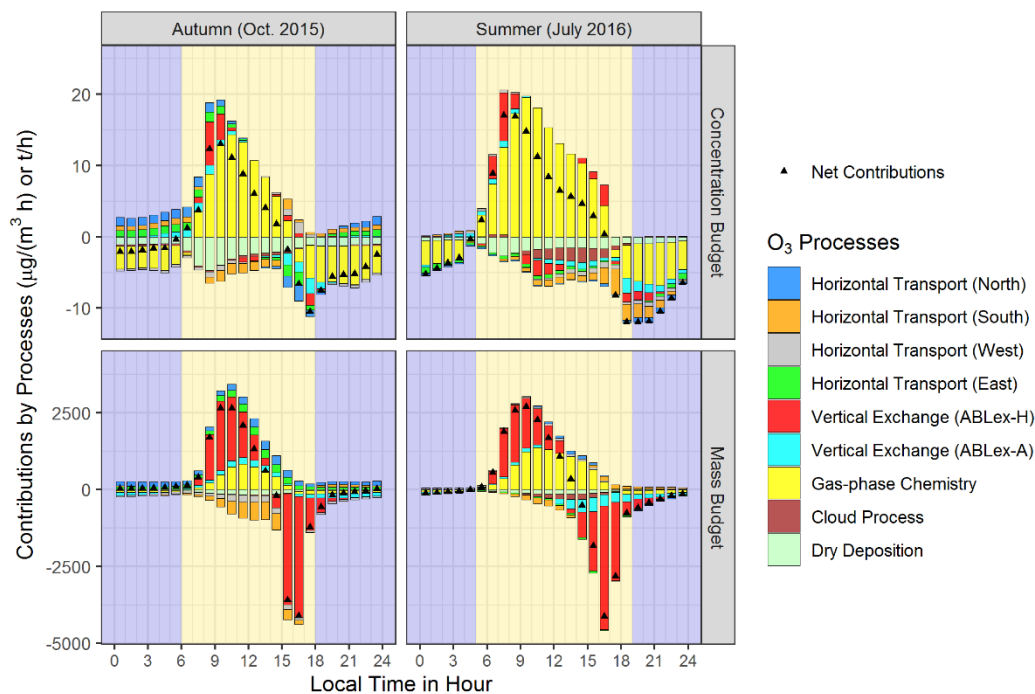 Autumn (Oct. 2015)
Summer (July 2016)
Contributions by Processes (μg/(m³ h) or t/h)
20
10
0
-10
Concentration Budget
2500
0
-2500
-5000
Mass Budget
0 3 6 9 12 15 18 21 24
0 3 6 9 12 15 18 21 24
Local Time in Hour
Net Contributions
O₃ Processes
Horizontal Transport (North)
Horizontal Transport (South)
Horizontal Transport (West)
Horizontal Transport (East)
Vertical Exchange (ABLex-H)
Vertical Exchange (ABLex-A)
Gas-phase Chemistry
Cloud Process
Dry Deposition